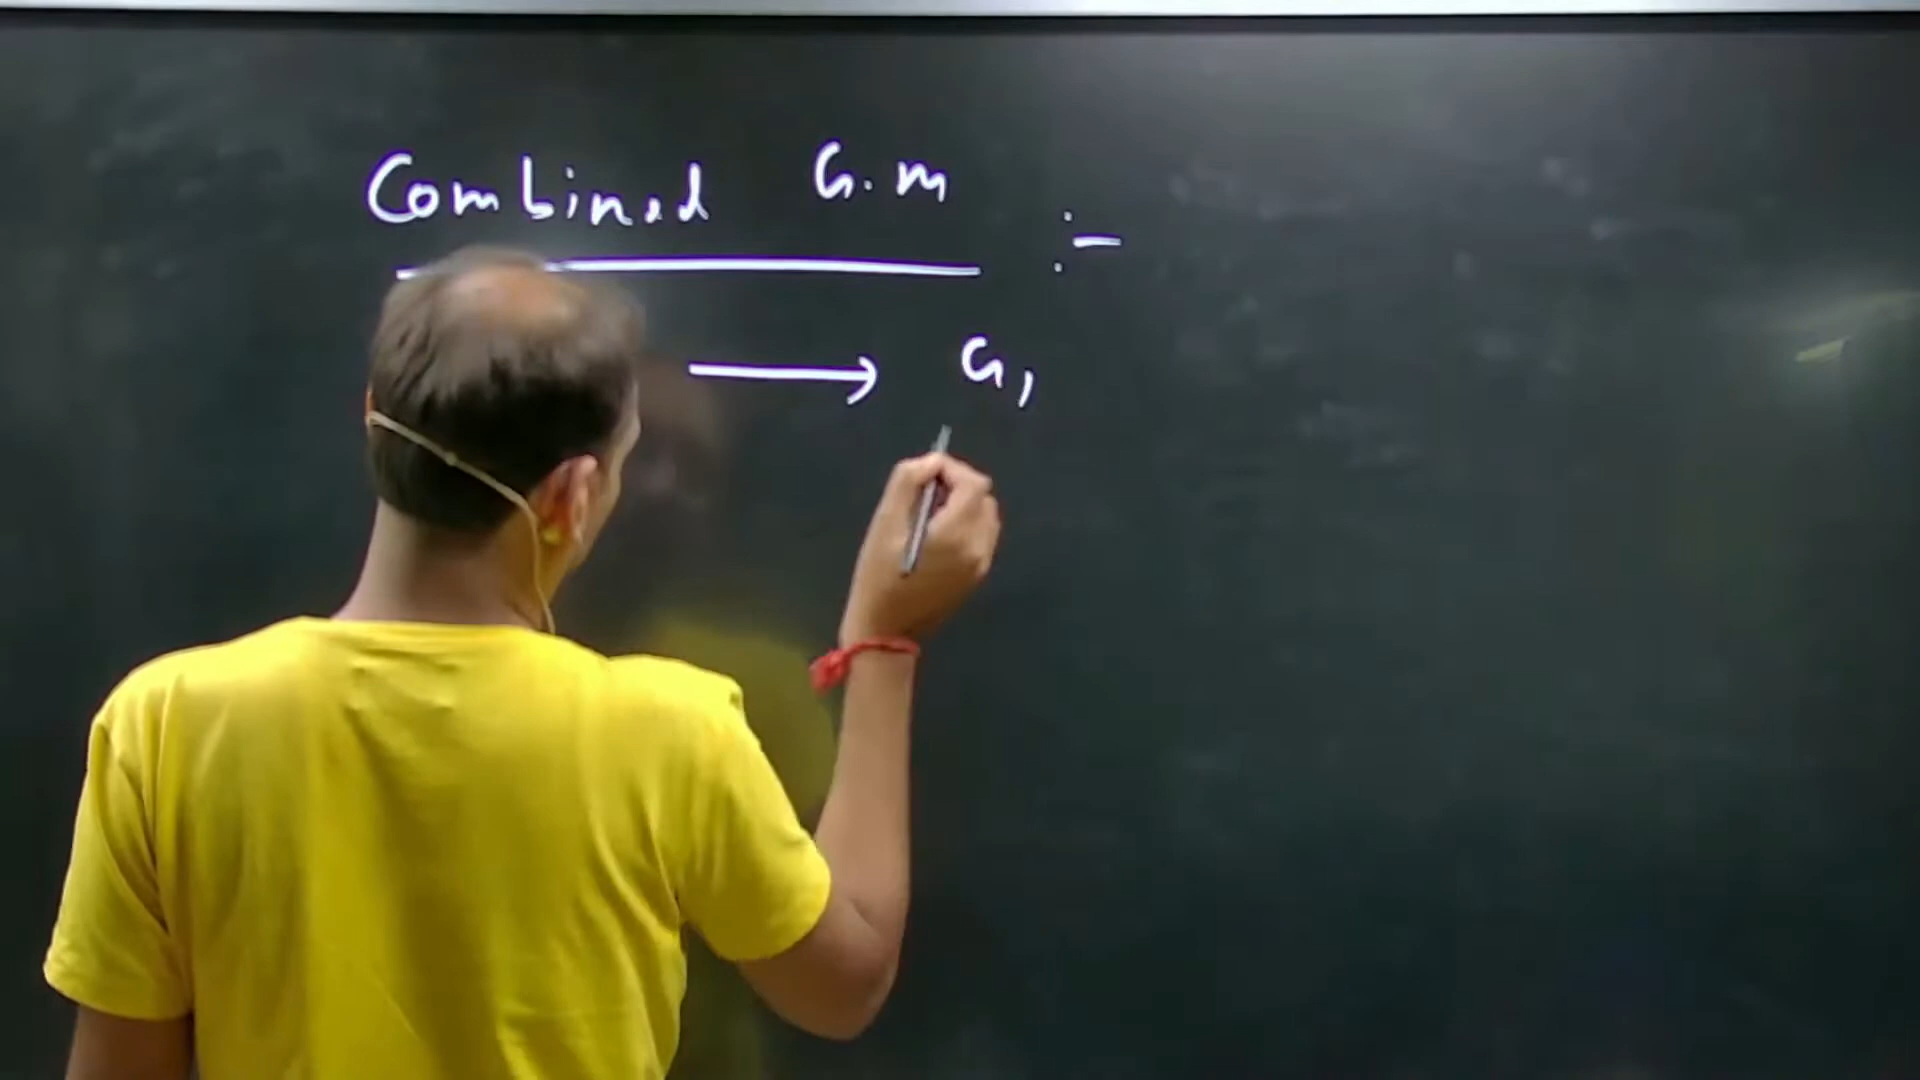 Combined G.M :-
→ G₁